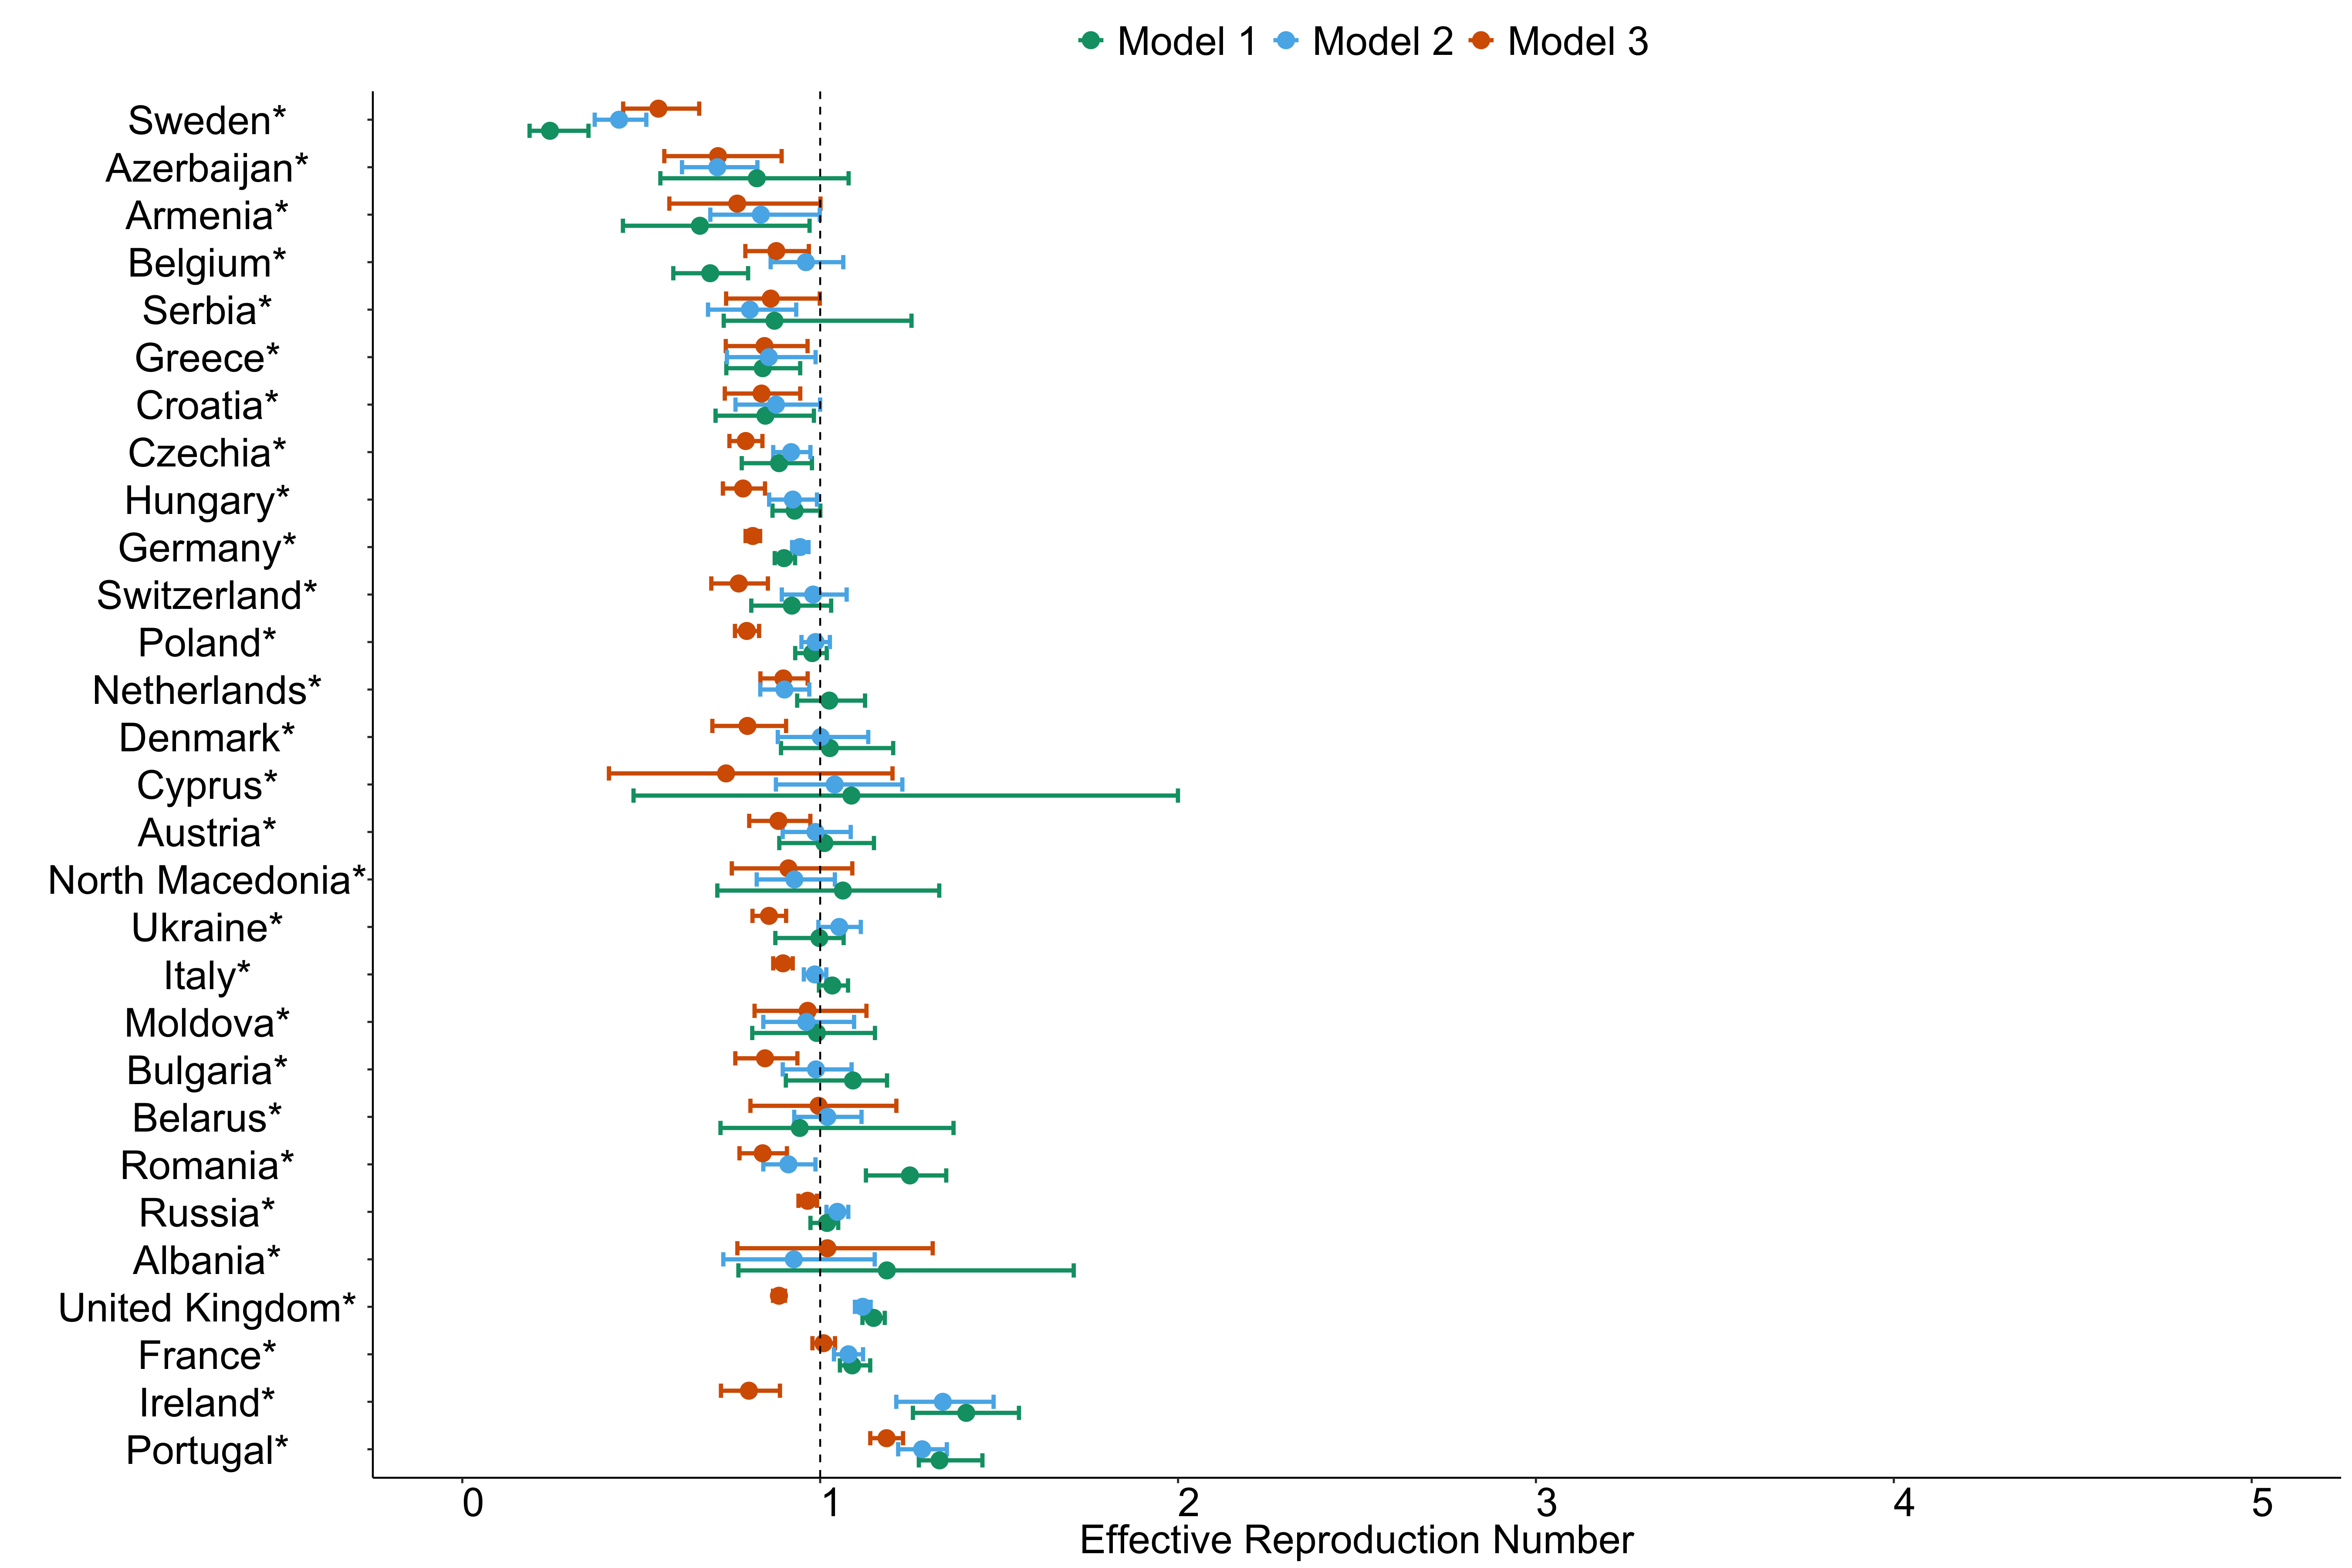 Model 1 Model 2 Model 3
Sweden*
Azerbaijan*
Armenia*
Belgium*
Serbia*
Greece*
Croatia*
Czechia*
Hungary*
Germany*
Switzerland*
Poland*
Netherlands*
Denmark*
Cyprus*
Austria*
North Macedonia*
Ukraine*
Italy*
Moldova*
Bulgaria*
Belarus*
Romania*
Russia*
Albania*
United Kingdom*
France*
Ireland*
Portugal*
0 1 2 3 4 5
Effective Reproduction Number